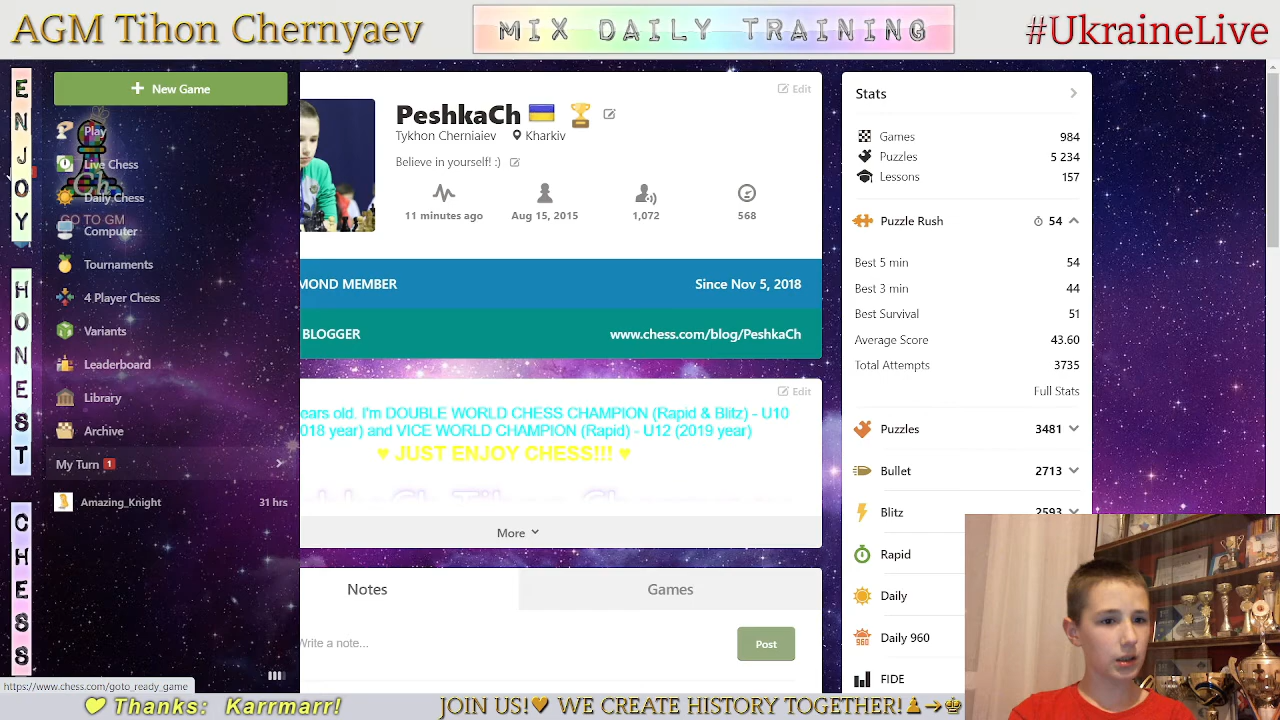 AGM Tihon Chernyaev
MIX DAILY TRAINING
#UkraineLive
ENJOY
HONEST
CHESS
New Game
Play
Live Chess
Ch
Daily Chess
GO TO GM
Computer
Tournaments
4 Player Chess
Variants
Leaderboard
Library
Archive
My Turn 1
Amazing_Knight 31 hrs
https://www.chess.com/goto_ready_game
Edit
PeshkaCh
Tykhon Cherniaiev Kharkiv
Believe in yourself! :)
11 minutes ago Aug 15, 2015 1,072 568
MOND MEMBER Since Nov 5, 2018
BLOGGER www.chess.com/blog/PeshkaCh
Edit
ears old. I'm DOUBLE WORLD CHESS CHAMPION (Rapid & Blitz) - U10
018 year) and VICE WORLD CHAMPION (Rapid) - U12 (2019 year)
♥ JUST ENJOY CHESS!!! ♥
More
Notes Games
Write a note...
Post
Stats
Games 984
Puzzles 5 234
Lessons 157
Puzzle Rush 54
Best 5 min 54
Best 3 min 44
Best Survival 51
Average Score 43.60
Total Attempts 3735
Full Stats
Puzzles 3481
Bullet 2713
Blitz 2593
Rapid
Daily
Daily 960
FIDE
Thanks: Karrmarr!
JOIN US! WE CREATE HISTORY TOGETHER!